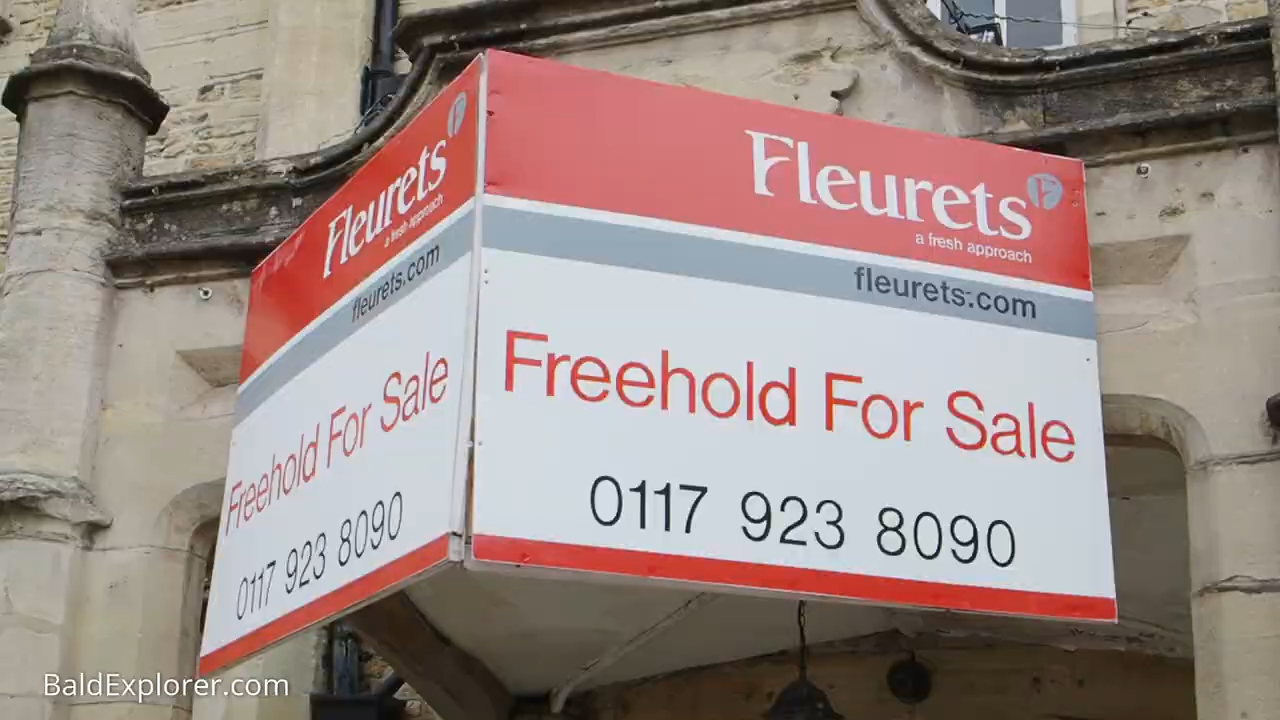 Fleurets
a fresh approach
fleurets.com
Freehold For Sale
0117 923 8090
Fleurets
a fresh approach
fleurets.com
Freehold For Sale
0117 923 8090
BaldExplorer.com